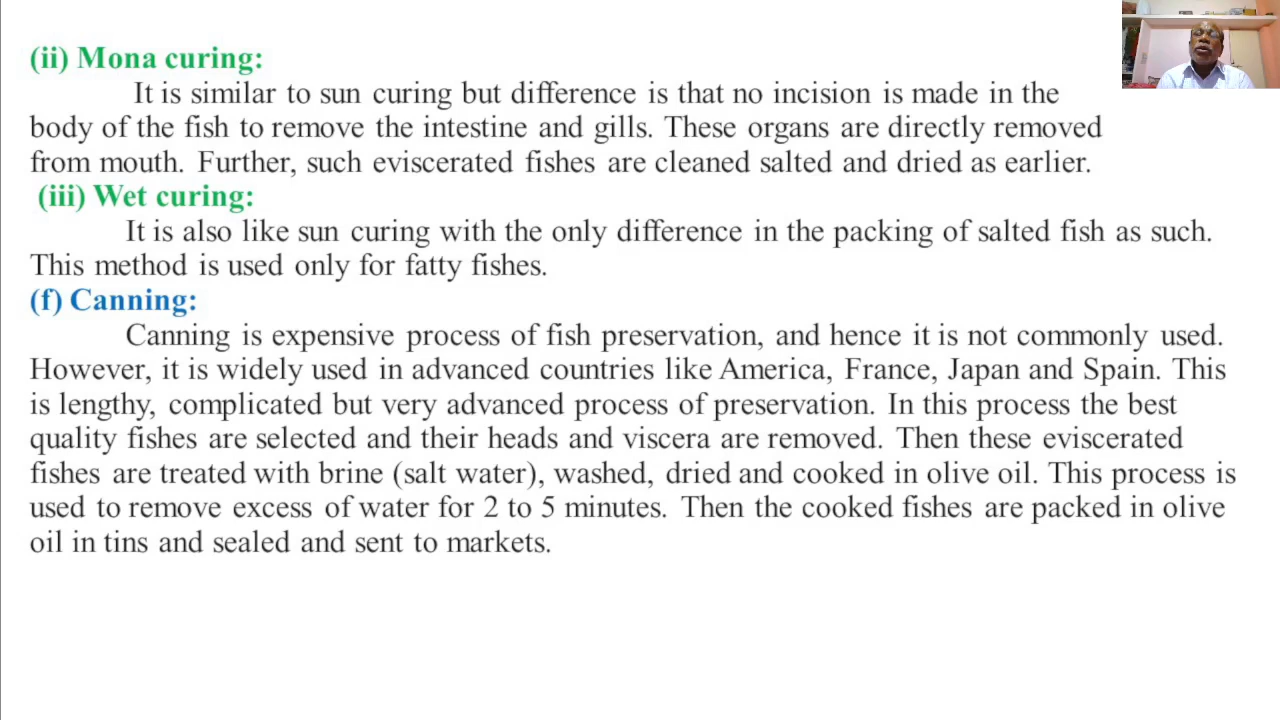 (ii) Mona curing:
It is similar to sun curing but difference is that no incision is made in the
body of the fish to remove the intestine and gills. These organs are directly removed
from mouth. Further, such eviscerated fishes are cleaned salted and dried as earlier.
(iii) Wet curing:
It is also like sun curing with the only difference in the packing of salted fish as such.
This method is used only for fatty fishes.
(f) Canning:
Canning is expensive process of fish preservation, and hence it is not commonly used.
However, it is widely used in advanced countries like America, France, Japan and Spain. This
is lengthy, complicated but very advanced process of preservation. In this process the best
quality fishes are selected and their heads and viscera are removed. Then these eviscerated
fishes are treated with brine (salt water), washed, dried and cooked in olive oil. This process is
used to remove excess of water for 2 to 5 minutes. Then the cooked fishes are packed in olive
oil in tins and sealed and sent to markets.